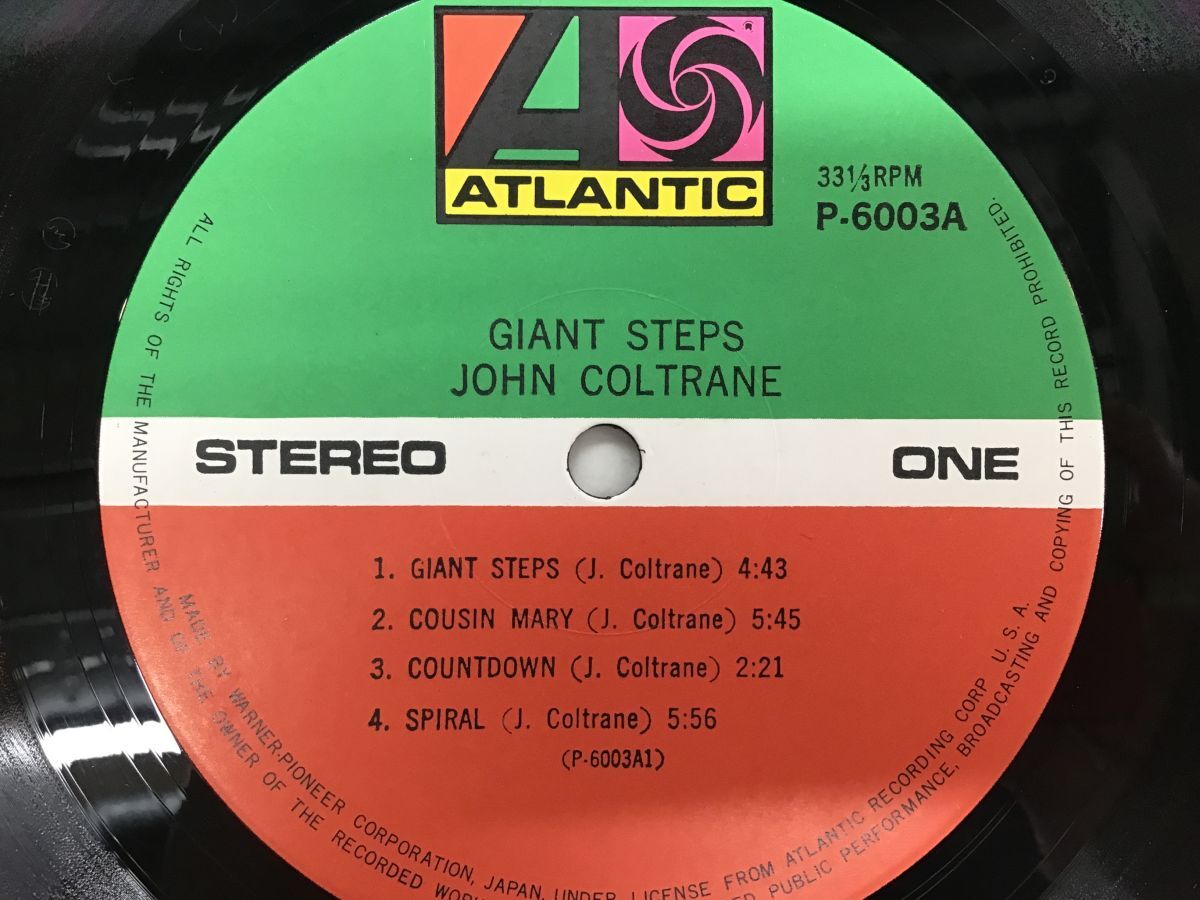 ATLANTIC
®
33⅓RPM
P-6003A
GIANT STEPS
JOHN COLTRANE
STEREO
ONE
1. GIANT STEPS (J. Coltrane) 4:43
2. COUSIN MARY (J. Coltrane) 5:45
3. COUNTDOWN (J. Coltrane) 2:21
4. SPIRAL (J. Coltrane) 5:56
(P-6003A1)
MADE BY WARNER-PIONEER CORPORATION, JAPAN, UNDER LICENSE FROM ATLANTIC RECORDING CORP U. S. A.
ALL RIGHTS OF THE MANUFACTURER AND OF THE OWNER OF THE RECORDED PUBLIC PERFORMANCE, BROADCASTING AND COPYING OF THIS RECORD PROHIBITED.